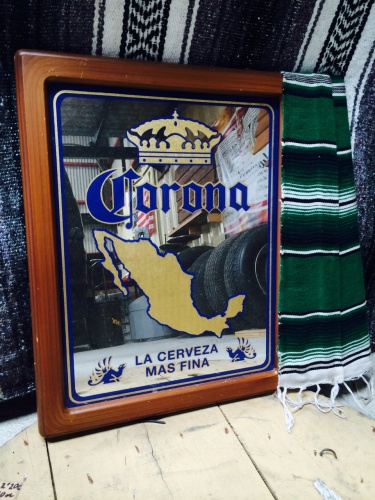 Corona
LA CERVEZA
MAS FINA